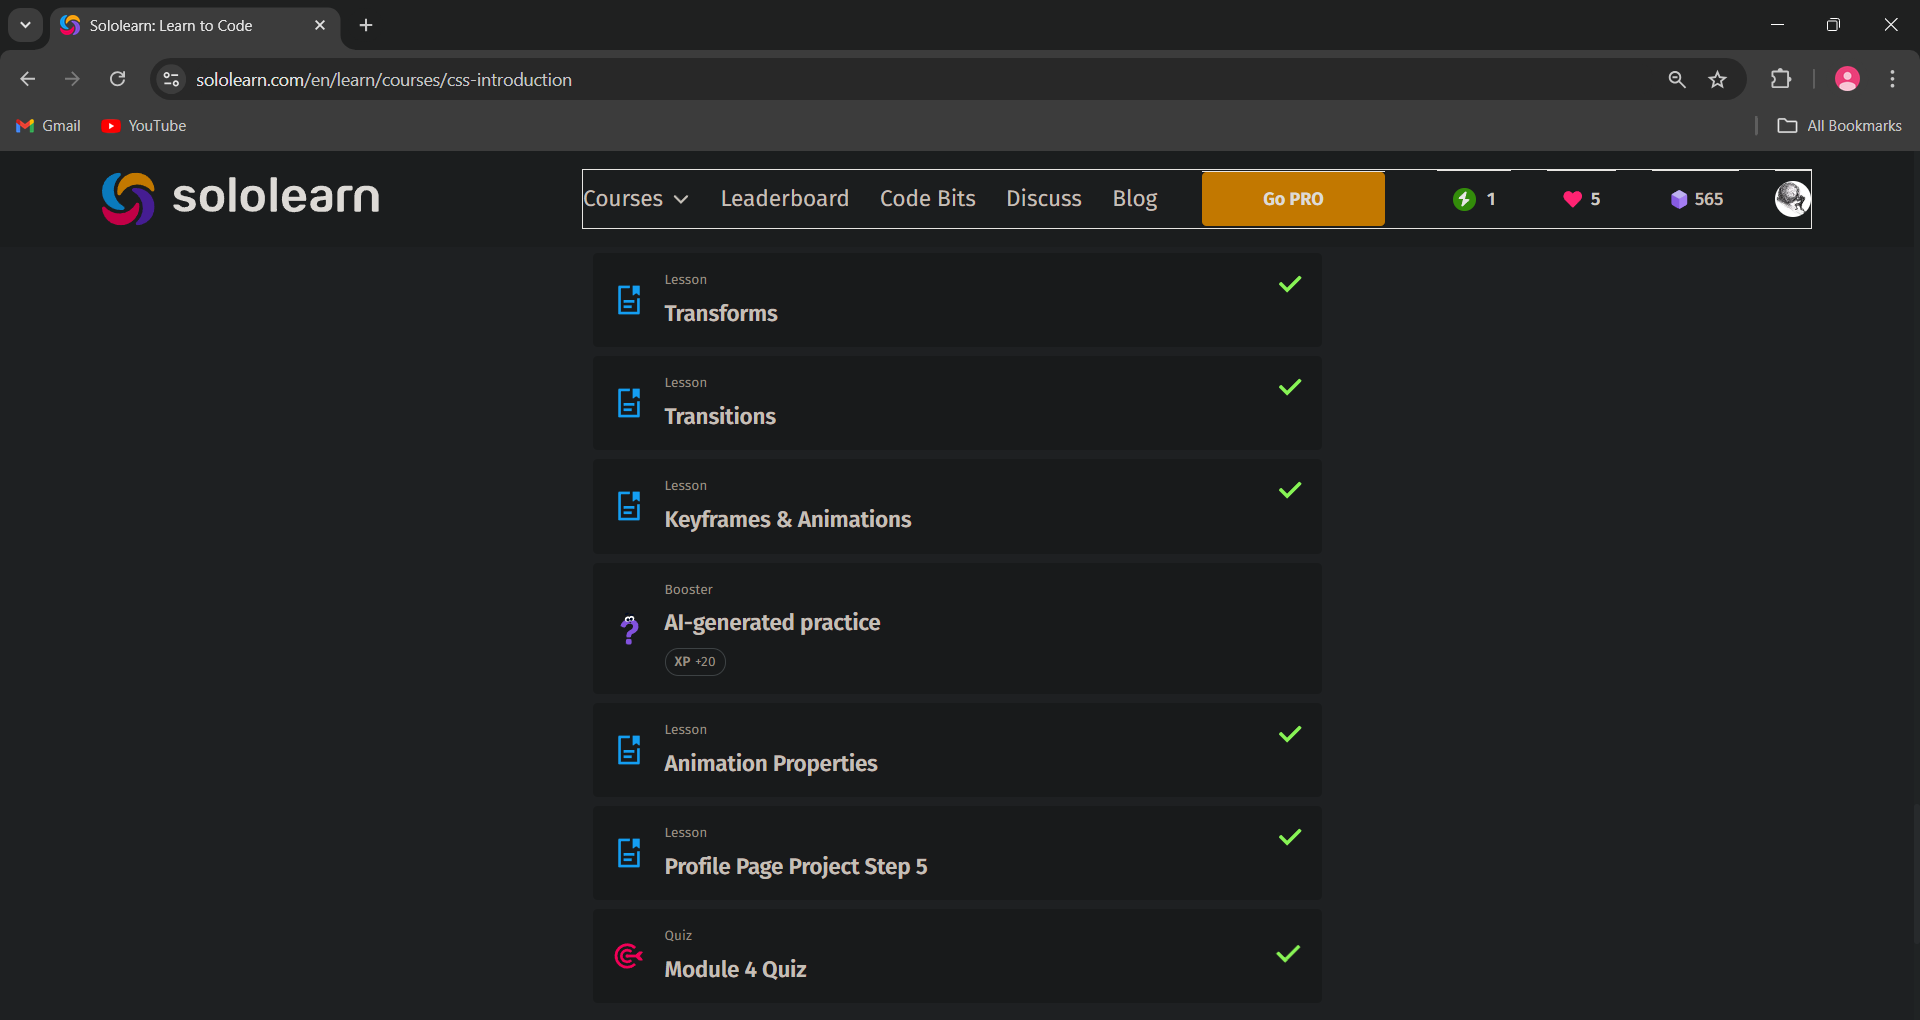 Sololearn: Learn to Code
sololearn.com/en/learn/courses/css-introduction
Gmail YouTube All Bookmarks
sololearn Courses Leaderboard Code Bits Discuss Blog Go PRO 1 5 565
Lesson
Transforms
Lesson
Transitions
Lesson
Keyframes & Animations
Booster
AI-generated practice
XP +20
Lesson
Animation Properties
Lesson
Profile Page Project Step 5
Quiz
Module 4 Quiz